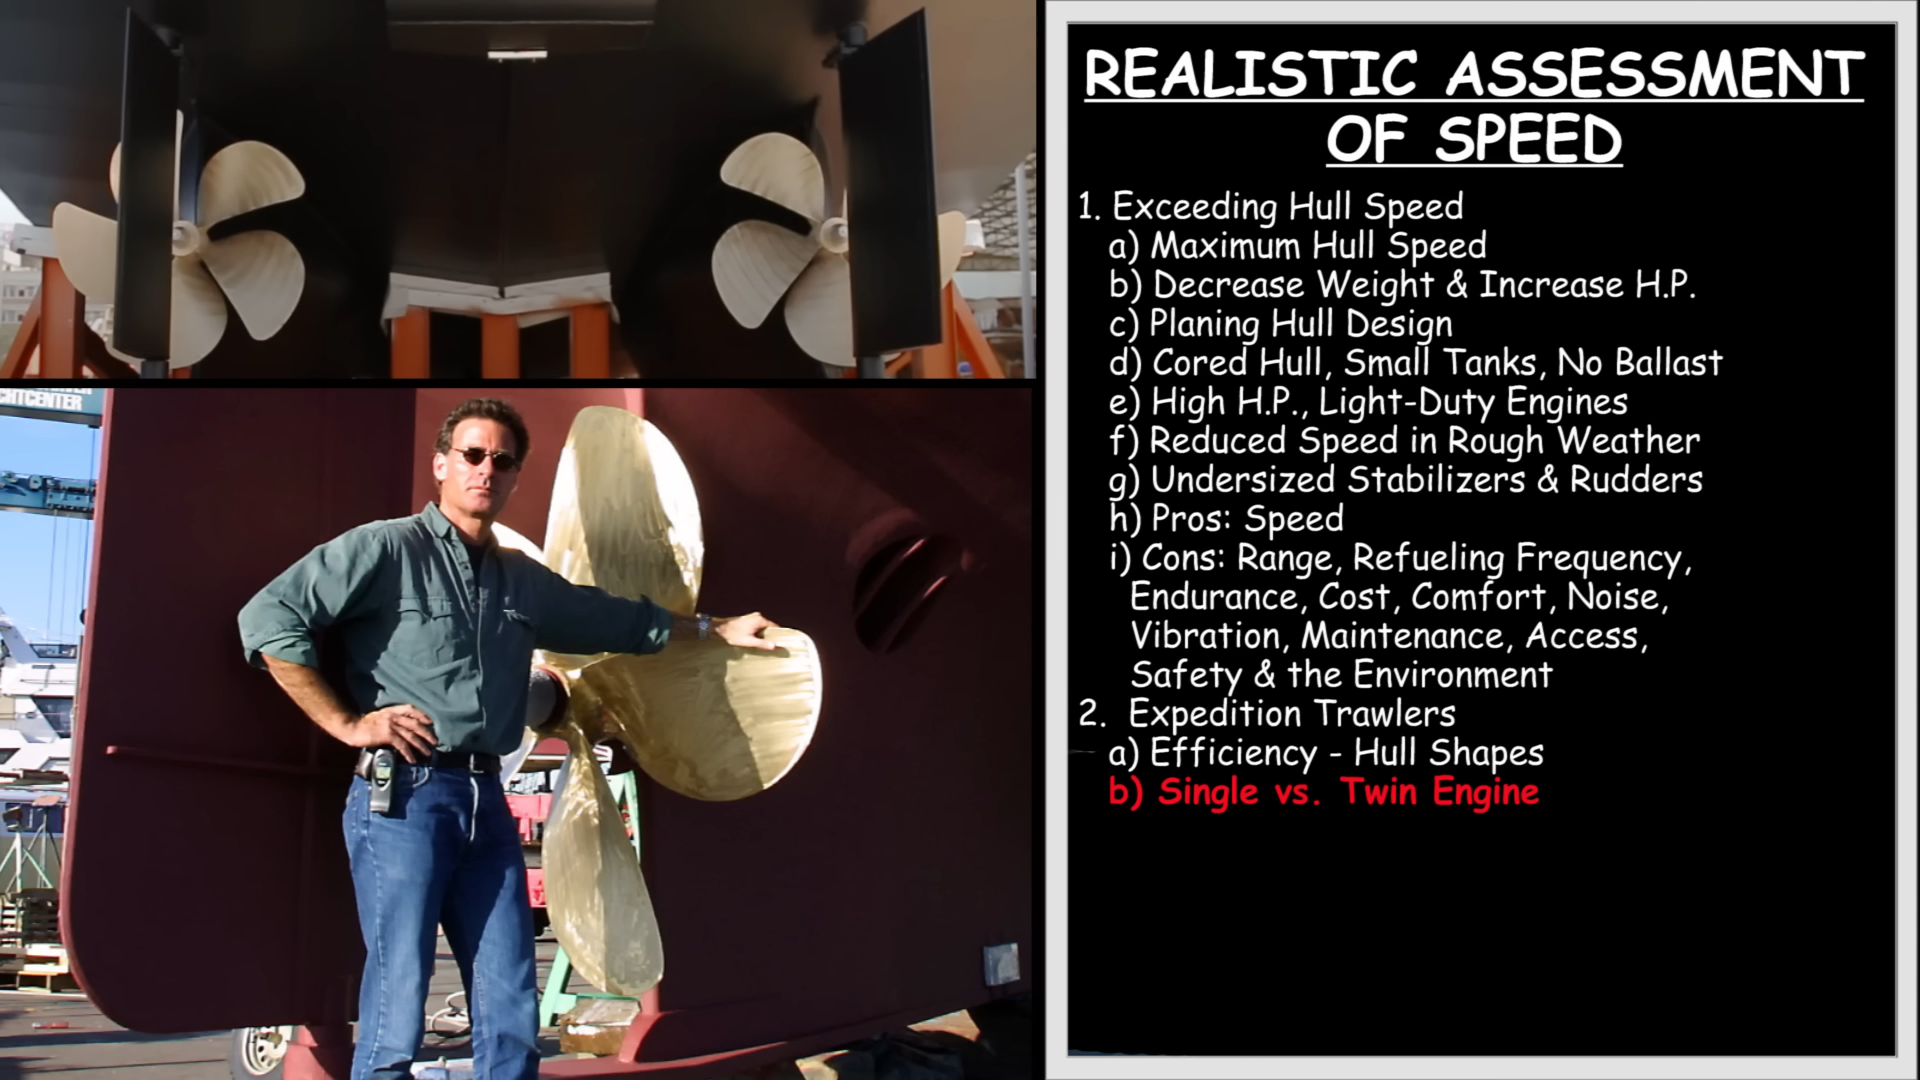 CHTCENTER
REALISTIC ASSESSMENT
OF SPEED
1. Exceeding Hull Speed
a) Maximum Hull Speed
b) Decrease Weight & Increase H.P.
c) Planing Hull Design
d) Cored Hull, Small Tanks, No Ballast
e) High H.P., Light-Duty Engines
f) Reduced Speed in Rough Weather
g) Undersized Stabilizers & Rudders
h) Pros: Speed
i) Cons: Range, Refueling Frequency,
Endurance, Cost, Comfort, Noise,
Vibration, Maintenance, Access,
Safety & the Environment
2. Expedition Trawlers
a) Efficiency - Hull Shapes
b) Single vs. Twin Engine